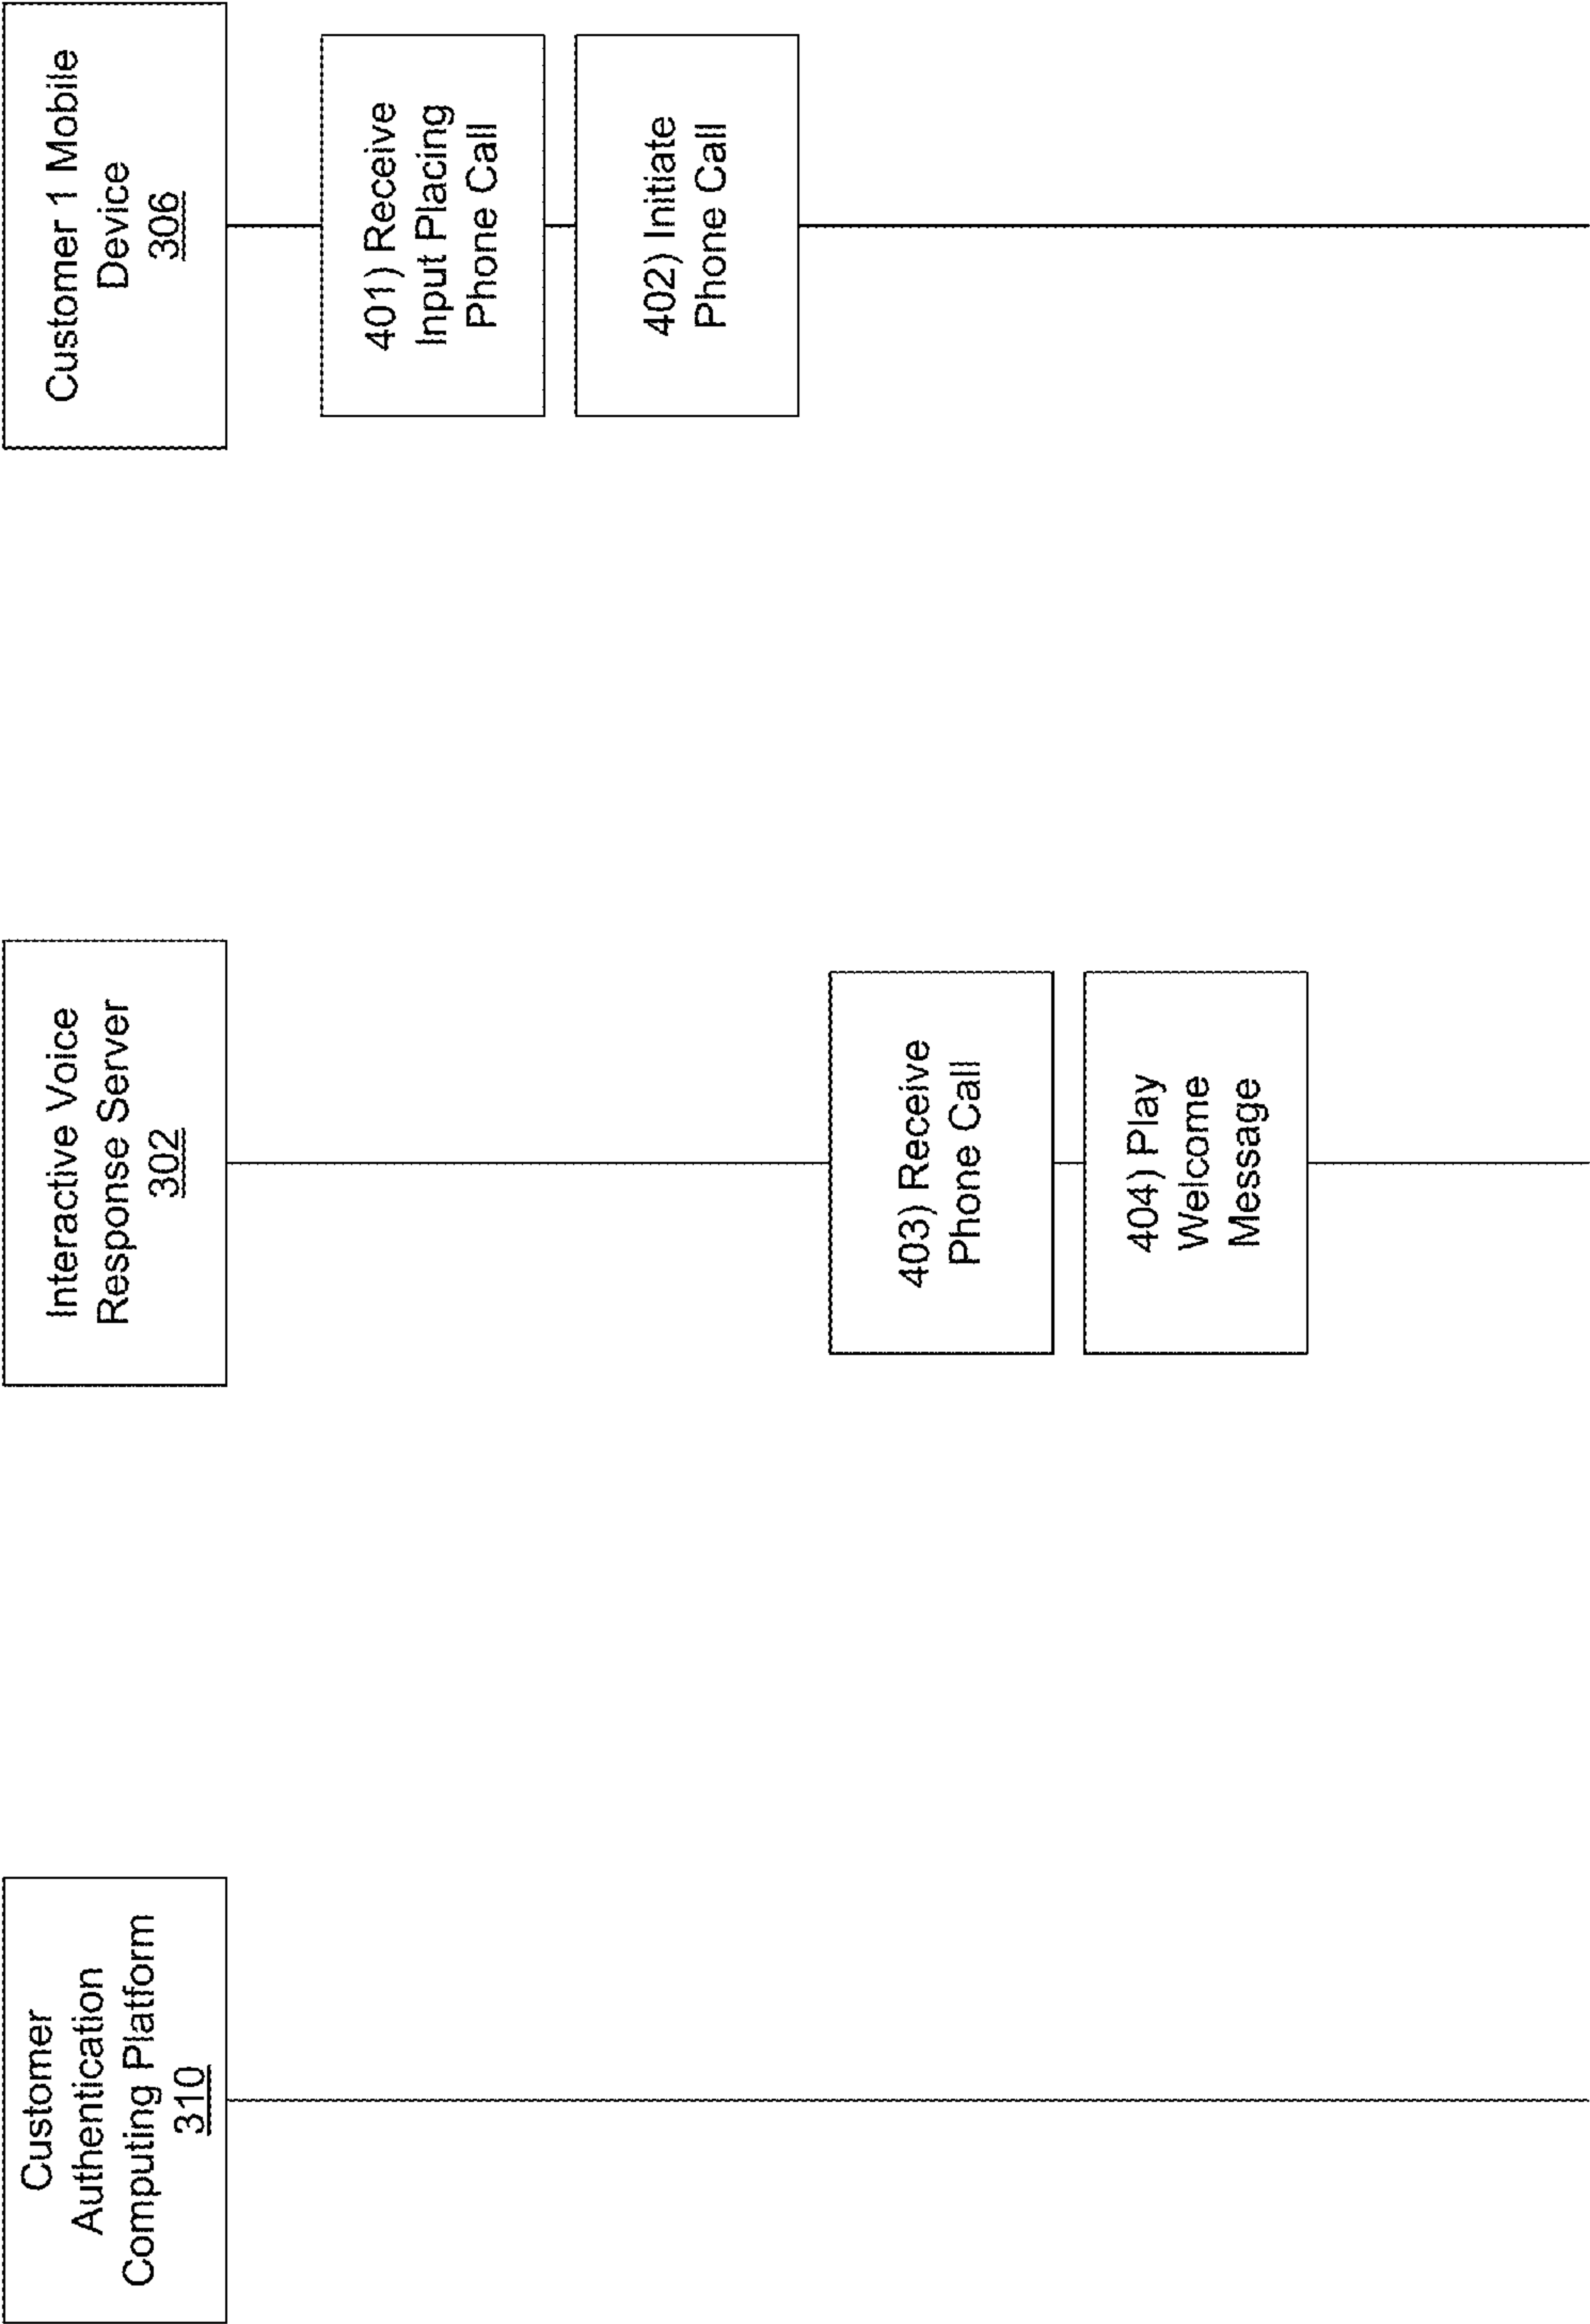 Customer
Authentication
Computing Platform
310
Interactive Voice
Response Server
302
Customer 1 Mobile
Device
306
401) Receive
Input Placing
Phone Call
402) Initiate
Phone Call
403) Receive
Phone Call
404) Play
Welcome
Message